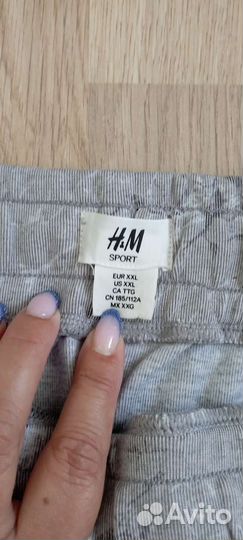 H&M
SPORT
EUR XXL
US XXL
CA TTG
CN 185/112A
MX XXG
Avito